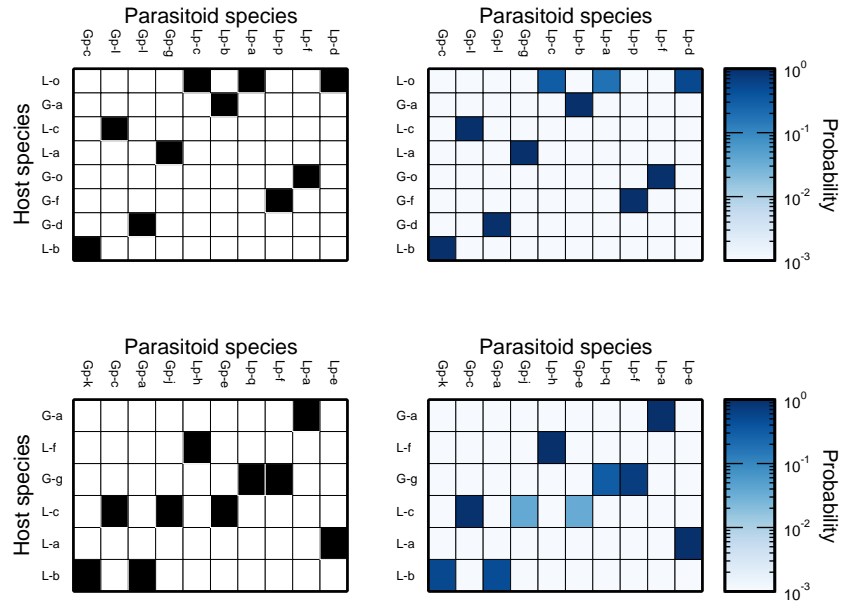 Parasitoid species
Gp-c Gp-I Gp-l Gp-g Lp-c Lp-b Lp-a Lp-p Lp-f Lp-d
Host species
L-o
G-a
L-c
L-a
G-o
G-f
G-d
L-b
Parasitoid species
Gp-c Gp-I Gp-l Gp-g Lp-c Lp-b Lp-a Lp-p Lp-f Lp-d
L-o
G-a
L-c
L-a
G-o
G-f
G-d
L-b
10^0
10^-1
10^-2
10^-3
Probability
Parasitoid species
Gp-k Gp-c Gp-a Gp-j Lp-h Gp-e Lp-q Lp-f Lp-a Lp-e
Host species
G-a
L-f
G-g
L-c
L-a
L-b
Parasitoid species
Gp-k Gp-c Gp-a Gp-j Lp-h Gp-e Lp-q Lp-f Lp-a Lp-e
G-a
L-f
G-g
L-c
L-a
L-b
10^0
10^-1
10^-2
10^-3
Probability